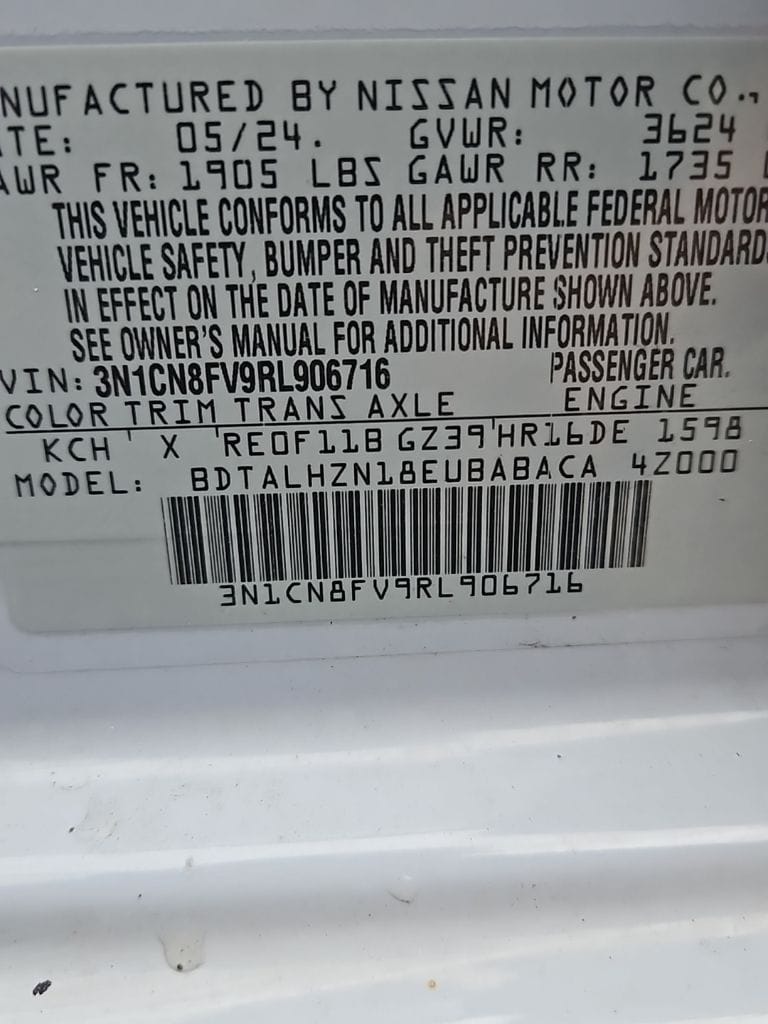 NUFACTURED BY NISSAN MOTOR CO.,
TE: 05/24. GVWR: 3624
AWR FR: 1905 LBS GAWR RR: 1735 L
THIS VEHICLE CONFORMS TO ALL APPLICABLE FEDERAL MOTOR
VEHICLE SAFETY, BUMPER AND THEFT PREVENTION STANDARDS
IN EFFECT ON THE DATE OF MANUFACTURE SHOWN ABOVE.
SEE OWNER'S MANUAL FOR ADDITIONAL INFORMATION.
VIN: 3N1CN8FV9RL906716 PASSENGER CAR.
COLOR TRIM TRANS AXLE ENGINE
KCH X RE0F11B GZ39 HR16DE 1598
MODEL: BDTALHZN18EUBABACA 4Z000
3N1CN8FV9RL906716